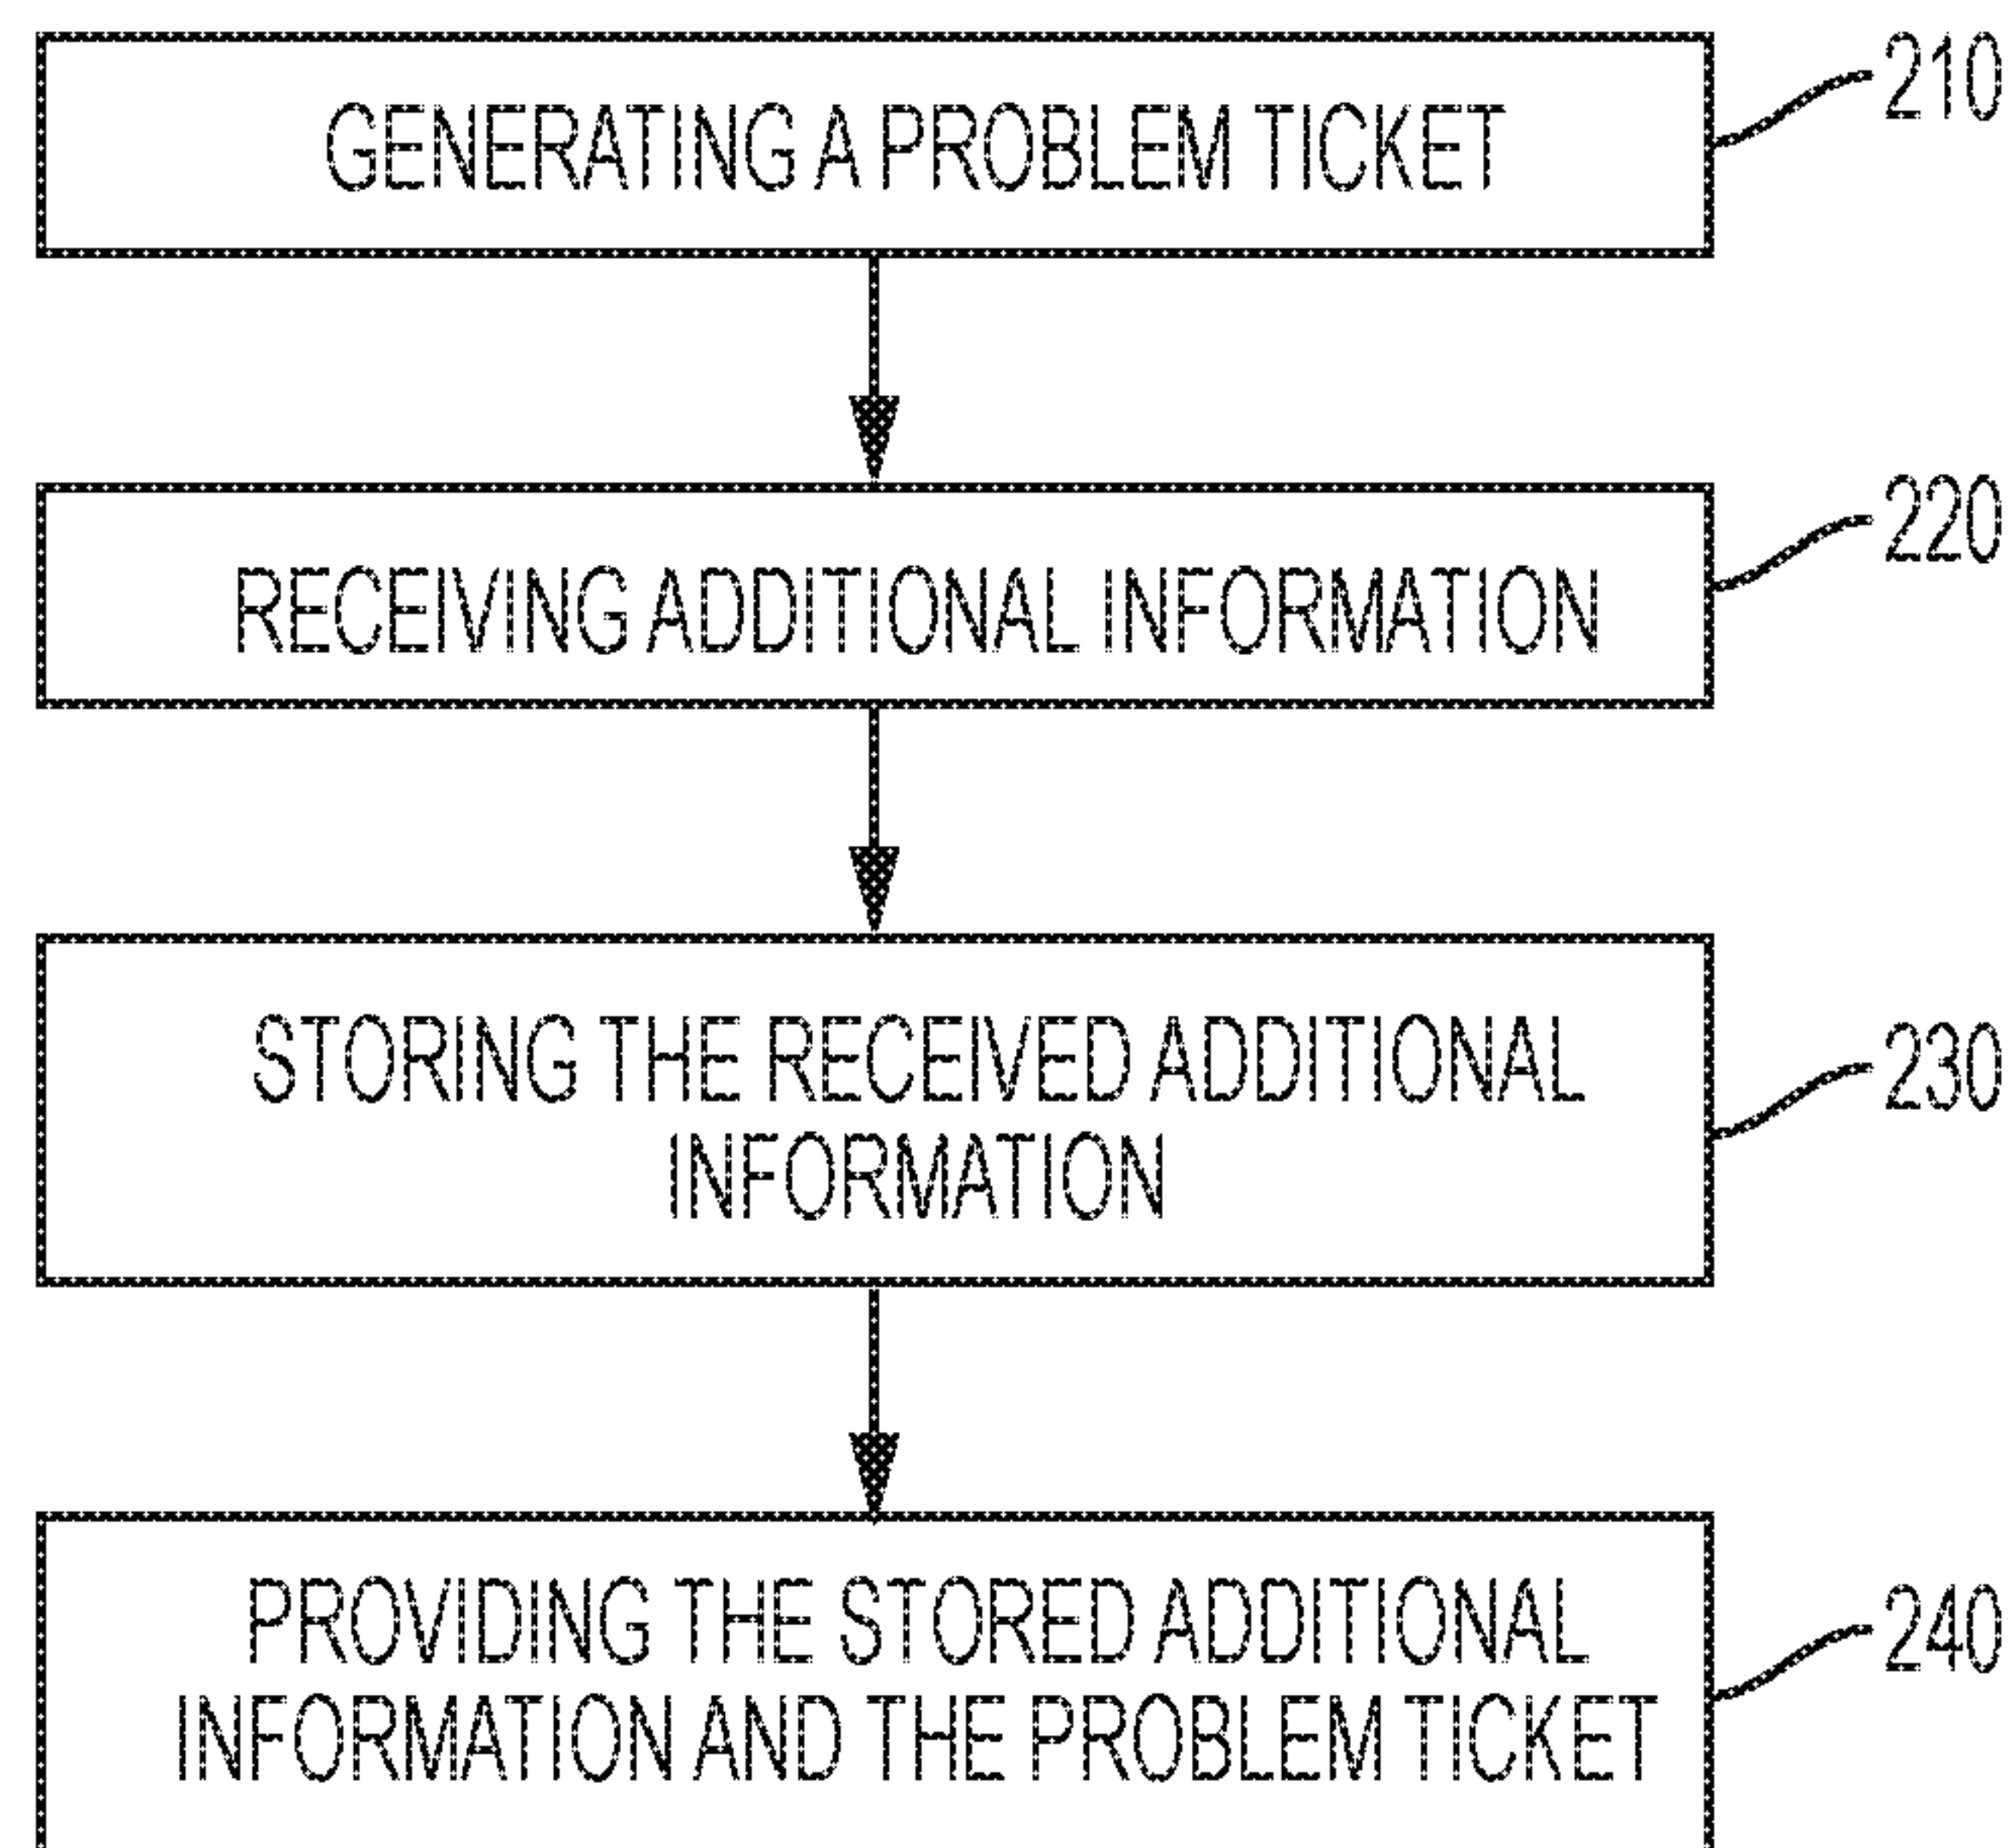 GENERATING A PROBLEM TICKET
210
RECEIVING ADDITIONAL INFORMATION
220
STORING THE RECEIVED ADDITIONAL
INFORMATION
230
PROVIDING THE STORED ADDITIONAL
INFORMATION AND THE PROBLEM TICKET
240